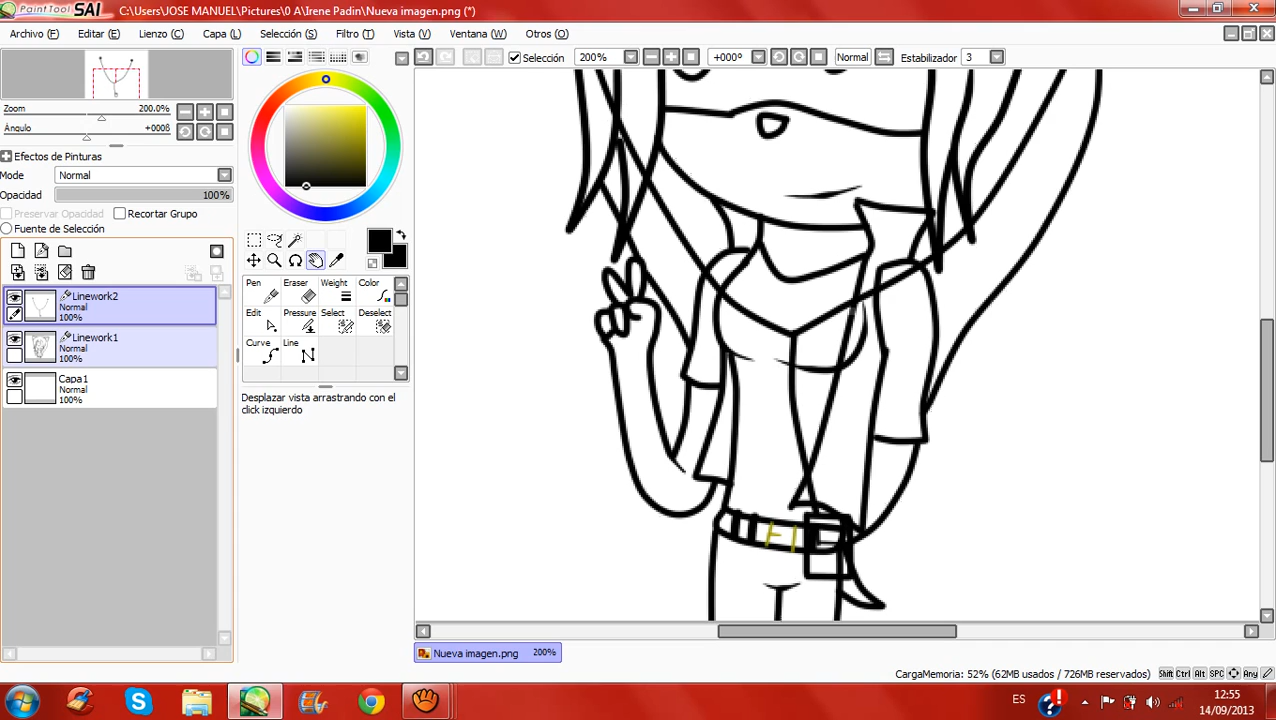 PaintTool SAI C:\Users\JOSE MANUEL\Pictures\0 A\Irene Padin\Nueva imagen.png (*)
Archivo (F) Editar (E) Lienzo (C) Capa (L) Selección (S) Filtro (T) Vista (V) Ventana (W) Otros (O)
Selección 200% +000º Normal Estabilizador 3
Zoom 200.0%
Ángulo +000º
Efectos de Pinturas
Modo Normal
Opacidad 100%
Preservar Opacidad Recortar Grupo
Fuente de Selección
Linework2
Normal
100%
Linework1
Normal
100%
Capa1
Normal
100%
Pen Eraser Weight Color
Edit Pressure Select Deselect
Curve Line
Desplazar vista arrastrando con el
click izquierdo
Nueva imagen.png 200%
CargaMemoria: 52% (62MB usados / 726MB reservados) Shift Ctrl Alt SPC Any
ES 12:55
14/09/2013